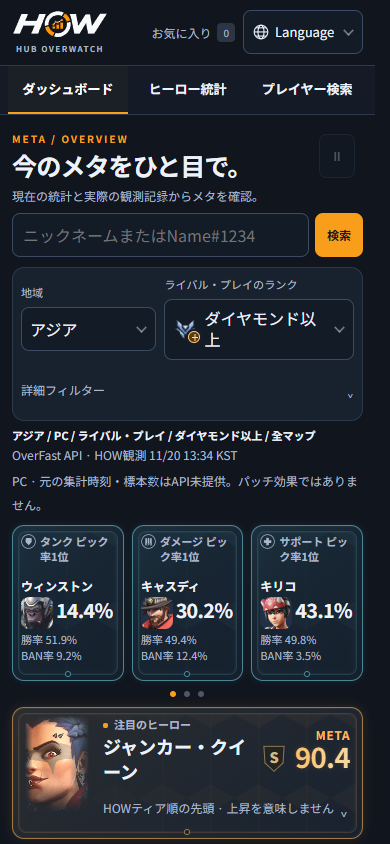 HOW
HUB OVERWATCH
お気に入り 0
Language
ダッシュボード ヒーロー統計 プレイヤー検索
META / OVERVIEW
今のメタをひと目で。
現在の統計と実際の観測記録からメタを確認。
ニックネームまたはName#1234 検索
地域
アジア
ライバル・プレイのランク
ダイヤモンド以
上
詳細フィルター
アジア / PC / ライバル・プレイ / ダイヤモンド以上 / 全マップ
OverFast API · HOW観測 11/20 13:34 KST
PC · 元の集計時刻・標本数はAPI未提供。パッチ効果ではありま
せん。
タンク ピック
率1位
ウィンストン
14.4%
勝率 51.9%
BAN率 9.2%
ダメージ ピッ
ク率1位
キャスディ
30.2%
勝率 49.4%
BAN率 12.4%
サポート ピッ
ク率1位
キリコ
43.1%
勝率 49.8%
BAN率 3.5%
注目のヒーロー
ジャンカー・クイ
ーン
S
META
90.4
HOWティア順の先頭 · 上昇を意味しません